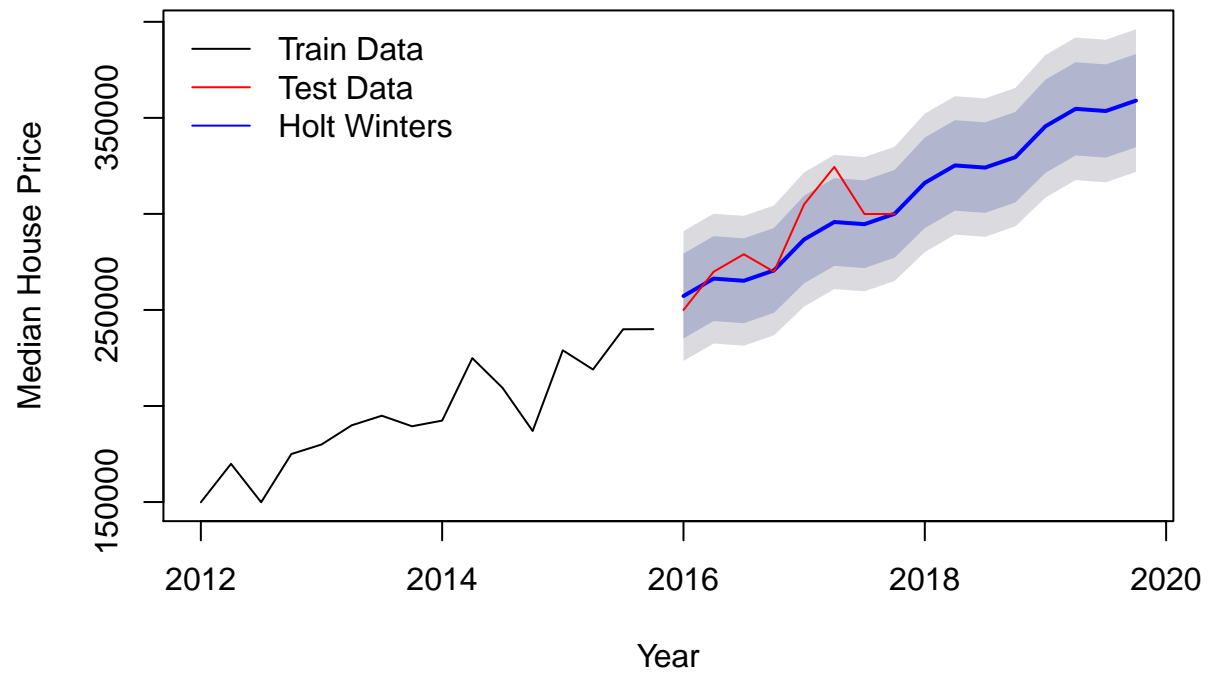 Train Data
Test Data
Holt Winters
Median House Price
350000
250000
150000
2012 2014 2016 2018 2020
Year